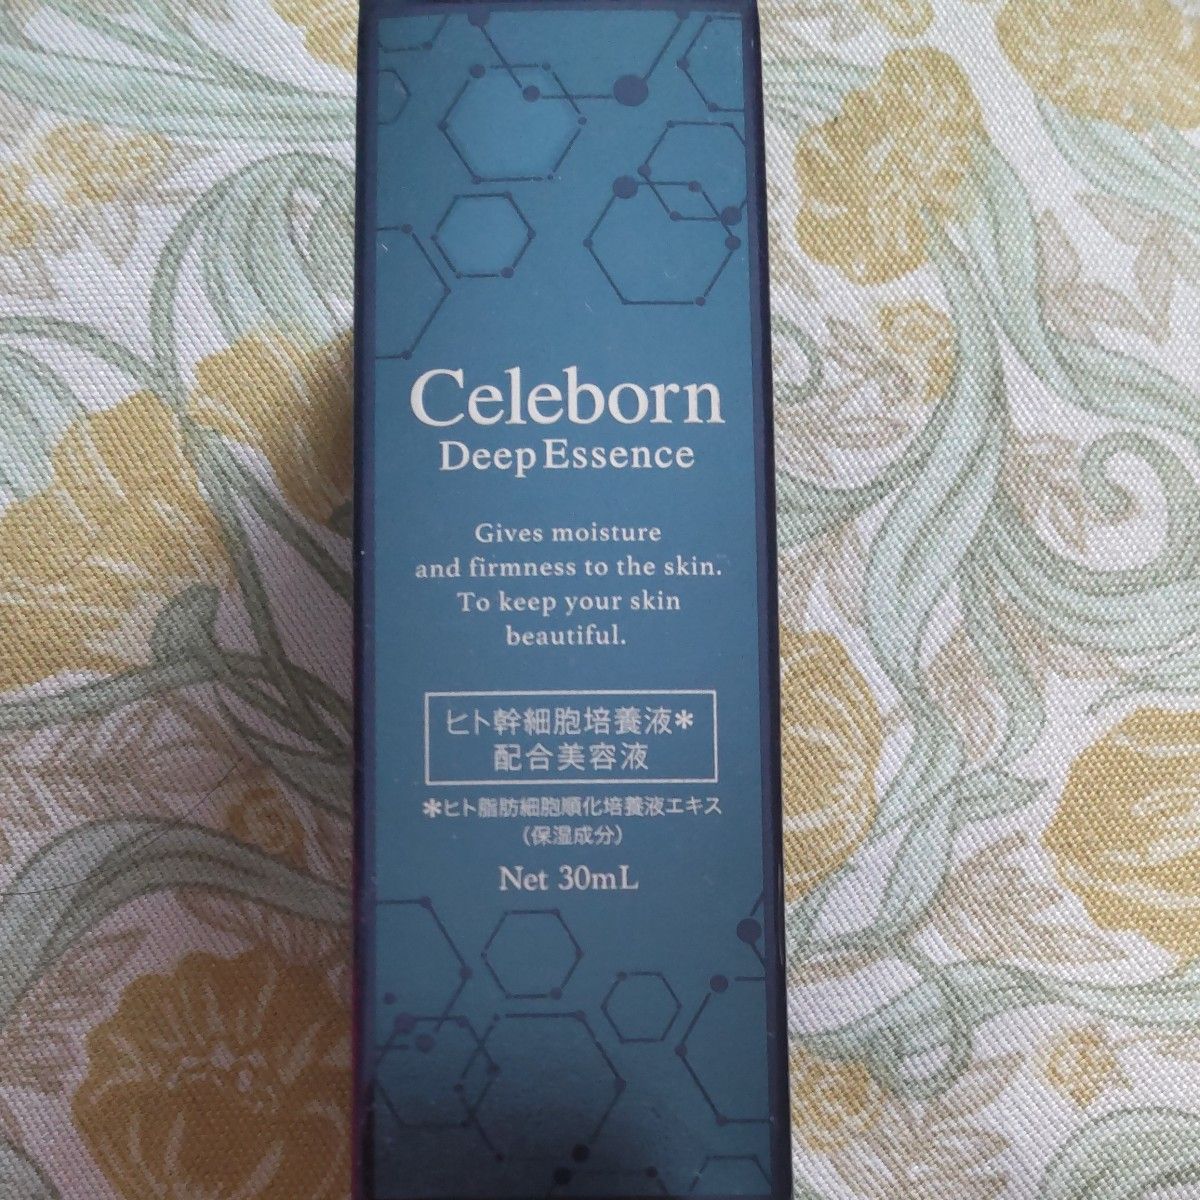 Celeborn
Deep Essence
Gives moisture
and firmness to the skin.
To keep your skin
beautiful.
ヒト幹細胞培養液*
配合美容液
*ヒト脂肪細胞順化培養液エキス
(保湿成分)
Net 30mL